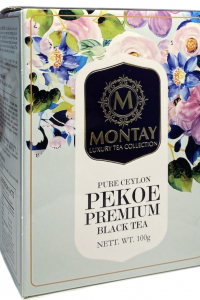 M
MONTAY
LUXURY TEA COLLECTION
PURE CEYLON
PEKOE
PREMIUM
BLACK TEA
NETT. WT. 100g